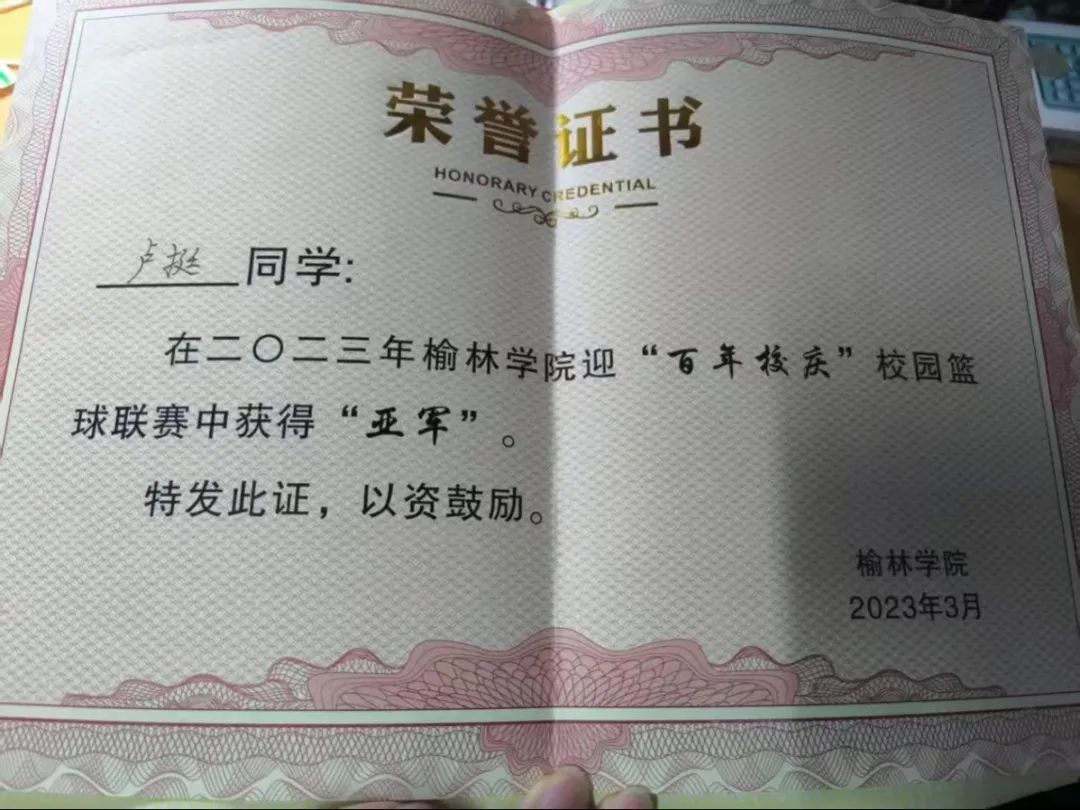 荣誉证书
HONORARY CREDENTIAL
卢挺同学:
在二〇二三年榆林学院迎“百年校庆”校园篮
球联赛中获得“亚军”。
特发此证，以资鼓励。
榆林学院
2023年3月